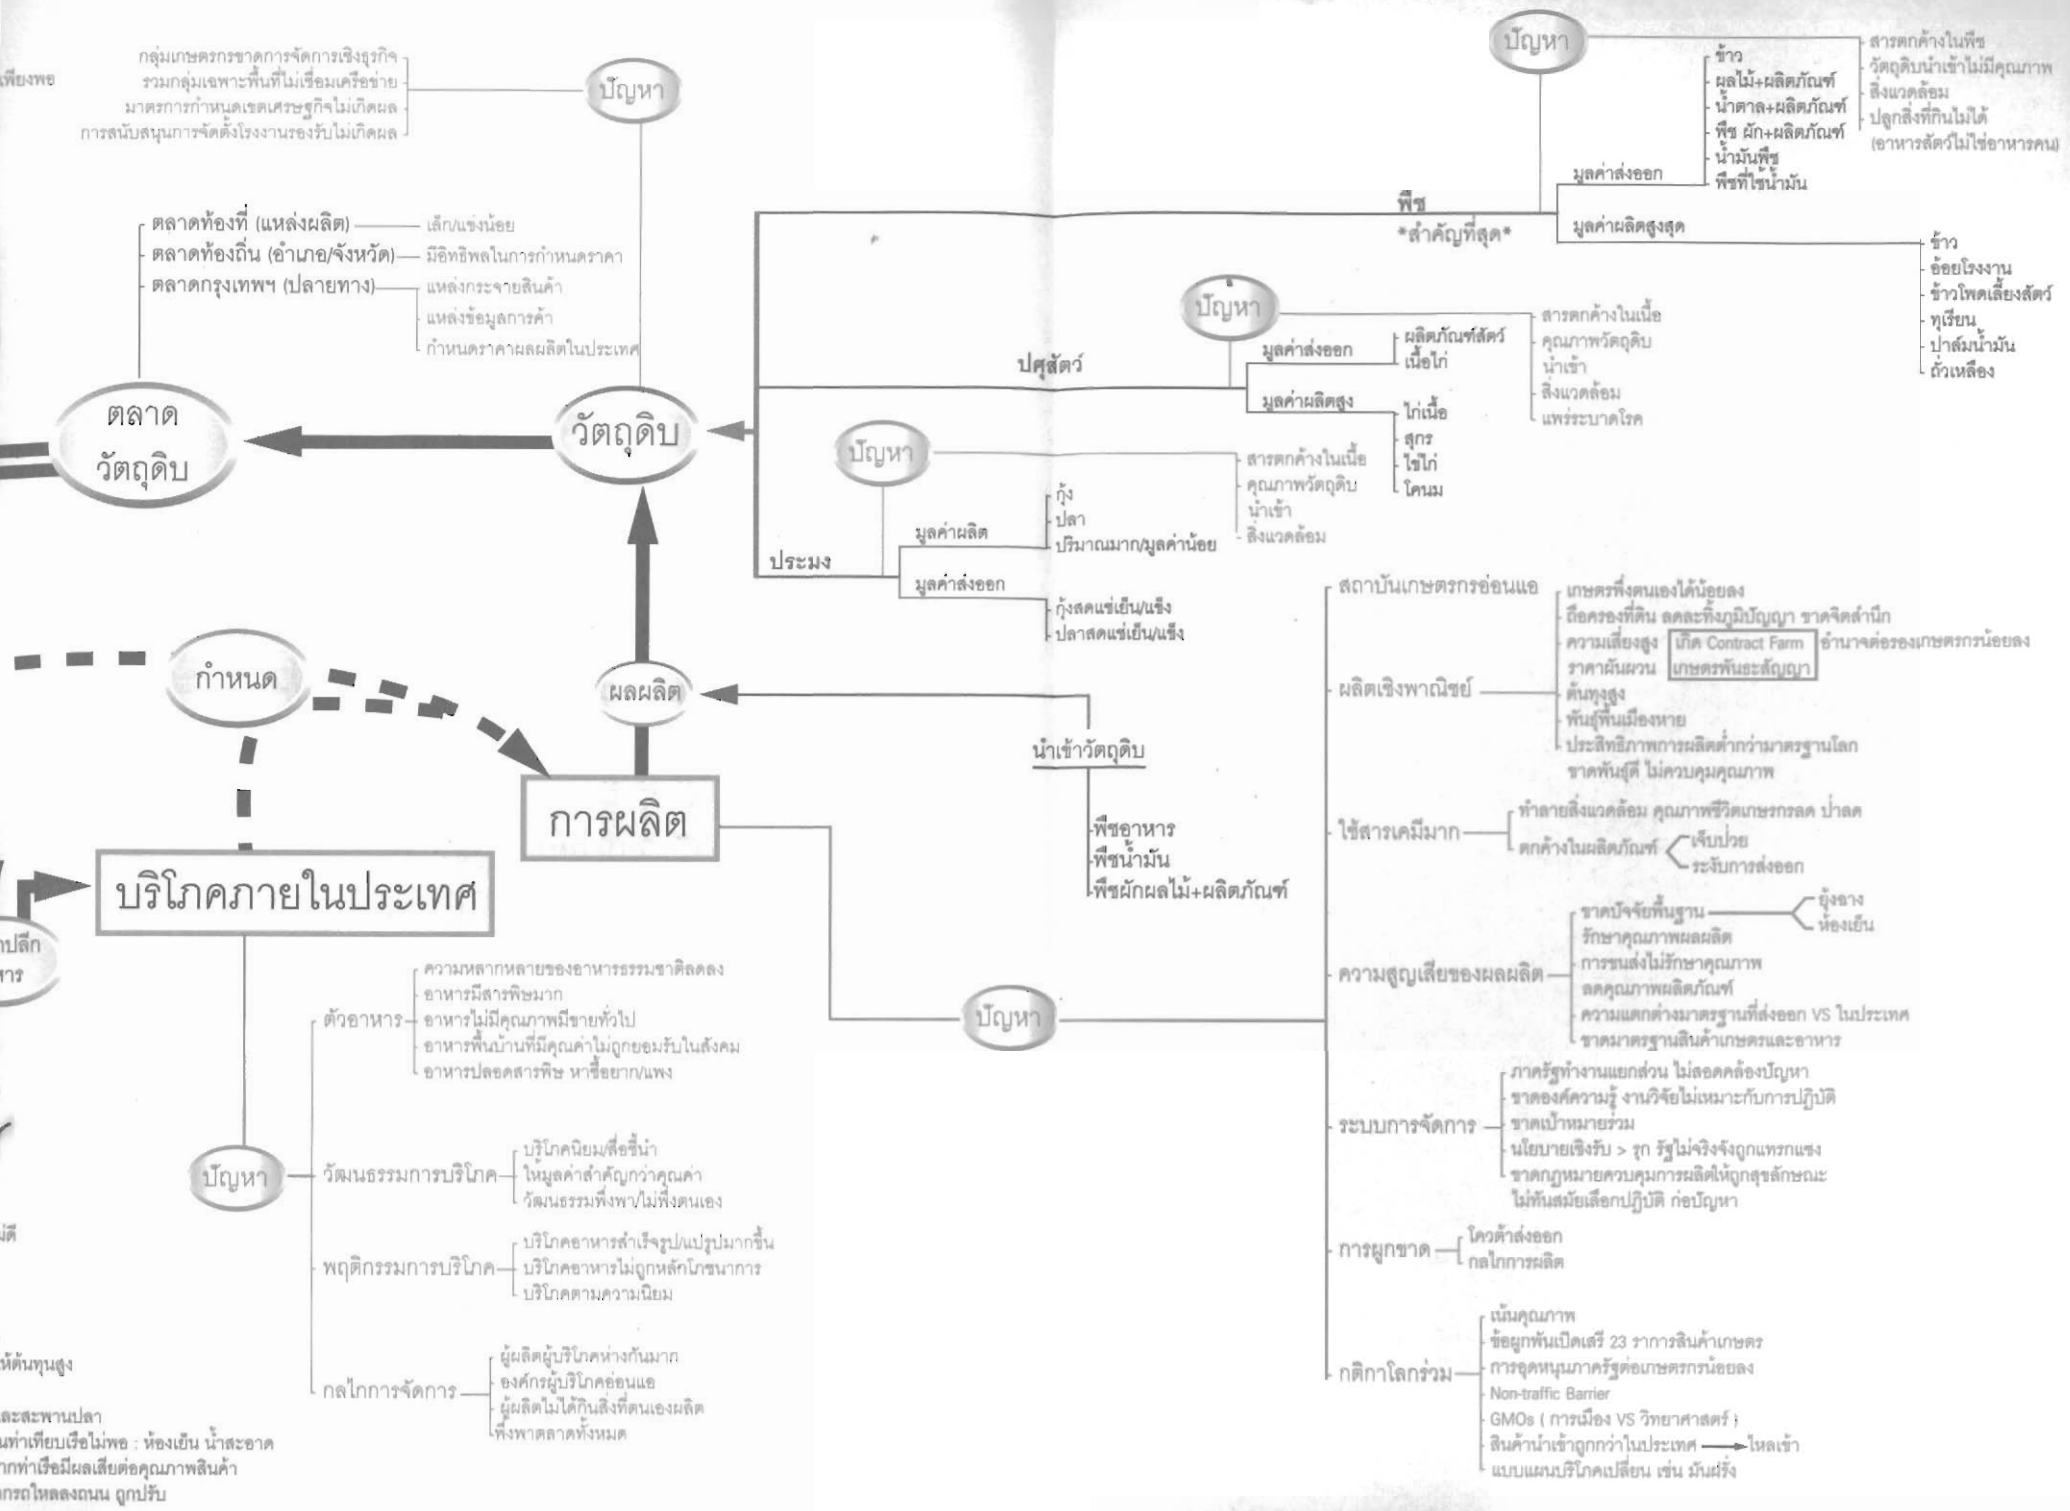 เพียงพอ
กลุ่มเกษตรกรขาดการจัดการเชิงธุรกิจ
รวมกลุ่มเฉพาะพื้นที่ไม่เชื่อมเครือข่าย
มาตรการกำหนดเขตเศรษฐกิจไม่เกิดผล
การสนับสนุนการจัดตั้งโรงงานรองรับไม่เกิดผล
ปัญหา
ตลาดท้องที่ (แหล่งผลิต)
เล็ก/แข่งน้อย
ตลาดท้องถิ่น (อำเภอ/จังหวัด)
มีอิทธิพลในการกำหนดราคา
ตลาดกรุงเทพฯ (ปลายทาง)
แหล่งกระจายสินค้า
แหล่งข้อมูลการค้า
กำหนดราคาผลผลิตในประเทศ
ตลาด
วัตถุดิบ
วัตถุดิบ
ปัญหา
สารตกค้างในพืช
วัตถุดิบนำเข้าไม่มีคุณภาพ
สิ่งแวดล้อม
ปลูกสิ่งที่กินไม่ได้
(อาหารสัตว์ไม่ใช่อาหารคน)
พืช
*สำคัญที่สุด*
มูลค่าส่งออก
ข้าว
ผลไม้+ผลิตภัณฑ์
น้ำตาล+ผลิตภัณฑ์
พืช ผัก+ผลิตภัณฑ์
น้ำมันพืช
พืชที่ใช้น้ำมัน
มูลค่าผลิตสูงสุด
ข้าว
อ้อยโรงงาน
ข้าวโพดเลี้ยงสัตว์
ทุเรียน
ปาล์มน้ำมัน
ถั่วเหลือง
ปัญหา
สารตกค้างในเนื้อ
คุณภาพวัตถุดิบ
นำเข้า
สิ่งแวดล้อม
แพร่ระบาดโรค
ปศุสัตว์
มูลค่าส่งออก
ผลิตภัณฑ์สัตว์
เนื้อไก่
มูลค่าผลิตสูง
ไก่เนื้อ
สุกร
ไข่ไก่
โคนม
ปัญหา
สารตกค้างในเนื้อ
คุณภาพวัตถุดิบ
นำเข้า
สิ่งแวดล้อม
ประมง
มูลค่าผลิต
กุ้ง
ปลา
ปริมาณมาก/มูลค่าน้อย
มูลค่าส่งออก
กุ้งสดแช่เย็น/แข็ง
ปลาสดแช่เย็น/แข็ง
กำหนด
ผลผลิต
นำเข้าวัตถุดิบ
พืชอาหาร
พืชน้ำมัน
พืชผักผลไม้+ผลิตภัณฑ์
การผลิต
บริโภคภายในประเทศ
ปัญหา
ตัวอาหาร
ความหลากหลายของอาหารธรรมชาติลดลง
อาหารมีสารพิษมาก
อาหารไม่มีคุณภาพมีขายทั่วไป
อาหารพื้นบ้านที่มีคุณค่าไม่ถูกยอมรับในสังคม
อาหารปลอดสารพิษ หาซื้อยาก/แพง
วัฒนธรรมการบริโภค
บริโภคนิยม/สื่อชี้นำ
ให้มูลค่าสำคัญกว่าคุณค่า
วัฒนธรรมพึ่งพา/ไม่พึ่งตนเอง
พฤติกรรมการบริโภค
บริโภคอาหารสำเร็จรูป/แปรรูปมากขึ้น
บริโภคอาหารไม่ถูกหลักโภชนาการ
บริโภคตามความนิยม
กลไกการจัดการ
ผู้ผลิตผู้บริโภคห่างกันมาก
องค์กรผู้บริโภคอ่อนแอ
ผู้ผลิตไม่ได้กินสิ่งที่ตนเองผลิต
พึ่งพาตลาดทั้งหมด
ปัญหา
สถาบันเกษตรกรอ่อนแอ
ผลิตเชิงพาณิชย์
เกษตรพึ่งตนเองได้น้อยลง
ถือครองที่ดิน ลดละทิ้งภูมิปัญญา ขาดจิตสำนึก
ความเสี่ยงสูง เกิด Contract Farm อำนาจต่อรองเกษตรกรน้อยลง
ราคาผันผวน เกษตรพันธะสัญญา
ต้นทุงสูง
พันธุ์พื้นเมืองหาย
ประสิทธิภาพการผลิตต่ำกว่ามาตรฐานโลก
ขาดพันธุ์ดี ไม่ควบคุมคุณภาพ
ใช้สารเคมีมาก
ทำลายสิ่งแวดล้อม คุณภาพชีวิตเกษรกรลด ป่าลด
ตกค้างในผลิตภัณฑ์
เจ็บป่วย
ระงับการส่งออก
ความสูญเสียของผลผลิต
ขาดปัจจัยพื้นฐาน
ยุ้งฉาง
ห้องเย็น
รักษาคุณภาพผลผลิต
การขนส่งไม่รักษาคุณภาพ
ลดคุณภาพผลิตภัณฑ์
ความแตกต่างมาตรฐานที่ส่งออก VS ในประเทศ
ขาดมาตรฐานสินค้าเกษตรและอาหาร
ระบบการจัดการ
ภาครัฐทำงานแยกส่วน ไม่สอดคล้องปัญหา
ขาดองค์ความรู้ งานวิจัยไม่เหมาะกับการปฏิบัติ
ขาดเป้าหมายร่วม
นโยบายเชิงรับ > รุก รัฐไม่จริงจังถูกแทรกแซง
ขาดกฎหมายควบคุมการผลิตให้ถูกสุขลักษณะ
ไม่ทันสมัยเลือกปฏิบัติ ก่อปัญหา
การผูกขาด
โควต้าส่งออก
กลไกการผลิต
กติกาโลกร่วม
เน้นคุณภาพ
ข้อผูกพันเปิดเสรี 23 ราการสินค้าเกษตร
การอุดหนุนภาครัฐต่อเกษตรกรน้อยลง
Non-traffic Barrier
GMOs ( การเมือง VS วิทยาศาสตร์ )
สินค้านำเข้าถูกกว่าในประเทศ
ไหลเข้า
แบบแผนบริโภคเปลี่ยน เช่น มันฝรั่ง
ปลีก
หาร
ให้ต้นทุนสูง
และสะพานปลา
นท่าเทียบเรือไม่พอ : ห้องเย็น น้ำสะอาด
ากท่าเรือมีผลเสียต่อคุณภาพสินค้า
ากรถไหลลงถนน ถูกปรับ